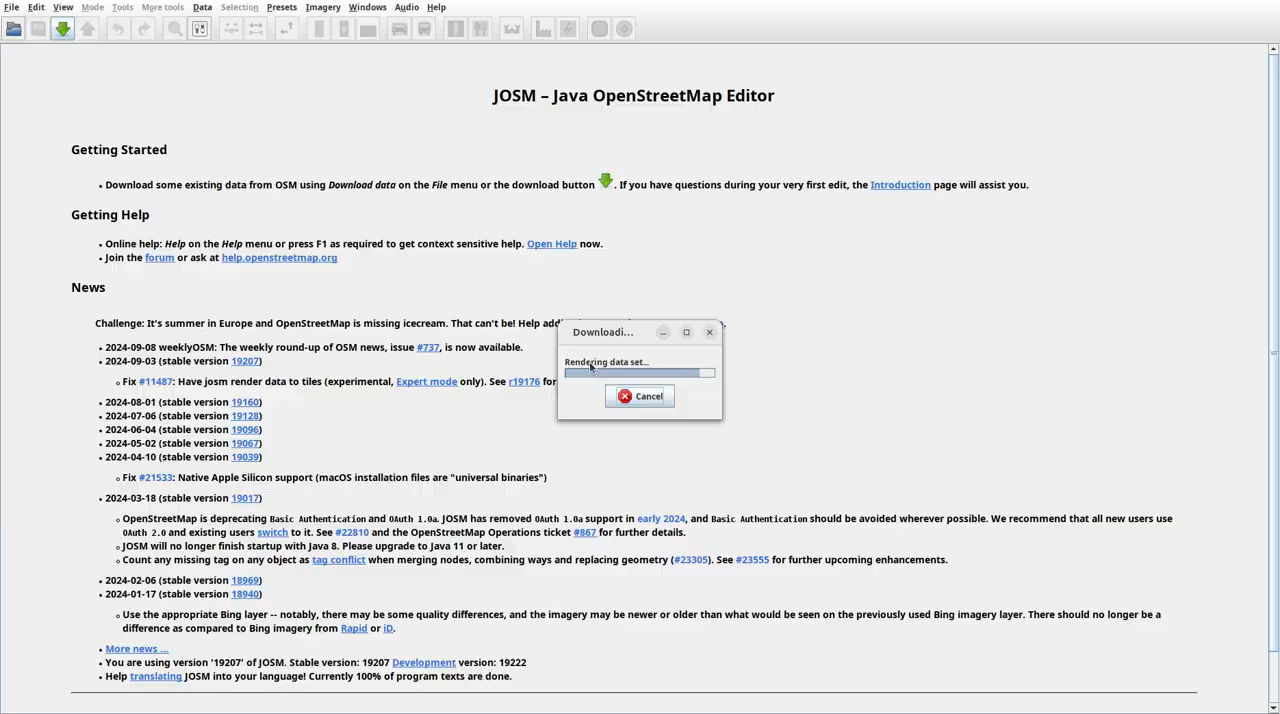 File Edit View Mode Tools More tools Data Selection Presets Imagery Windows Audio Help
JOSM – Java OpenStreetMap Editor
Getting Started
• Download some existing data from OSM using Download data on the File menu or the download button . If you have questions during your very first edit, the Introduction page will assist you.
Getting Help
• Online help: Help on the Help menu or press F1 as required to get context sensitive help. Open Help now.
• Join the forum or ask at help.openstreetmap.org
News
Challenge: It's summer in Europe and OpenStreetMap is missing icecream. That can't be! Help
Downloadi...
• 2024-09-08 weeklyOSM: The weekly round-up of OSM news, issue #737, is now available.
• 2024-09-03 (stable version 19207)
Rendering data set...
Fix #11487: Have josm render data to tiles (experimental, Expert mode only). See r19176 for
Cancel
• 2024-08-01 (stable version 19160)
• 2024-07-06 (stable version 19128)
• 2024-06-04 (stable version 19096)
• 2024-05-02 (stable version 19067)
• 2024-04-10 (stable version 19039)
Fix #21533: Native Apple Silicon support (macOS installation files are "universal binaries")
• 2024-03-18 (stable version 19017)
OpenStreetMap is deprecating Basic Authentication and OAuth 1.0a. JOSM has removed OAuth 1.0a support in early 2024, and Basic Authentication should be avoided wherever possible. We recommend that all new users use
OAuth 2.0 and existing users switch to it. See #22810 and the OpenStreetMap Operations ticket #867 for further details.
JOSM will no longer finish startup with Java 8. Please upgrade to Java 11 or later.
Count any missing tag on any object as tag conflict when merging nodes, combining ways and replacing geometry (#23305). See #23555 for further upcoming enhancements.
• 2024-02-06 (stable version 18969)
• 2024-01-17 (stable version 18940)
Use the appropriate Bing layer -- notably, there may be some quality differences, and the imagery may be newer or older than what would be seen on the previously used Bing imagery layer. There should no longer be a
difference as compared to Bing imagery from Rapid or iD.
• More news ...
• You are using version '19207' of JOSM. Stable version: 19207 Development version: 19222
• Help translating JOSM into your language! Currently 100% of program texts are done.